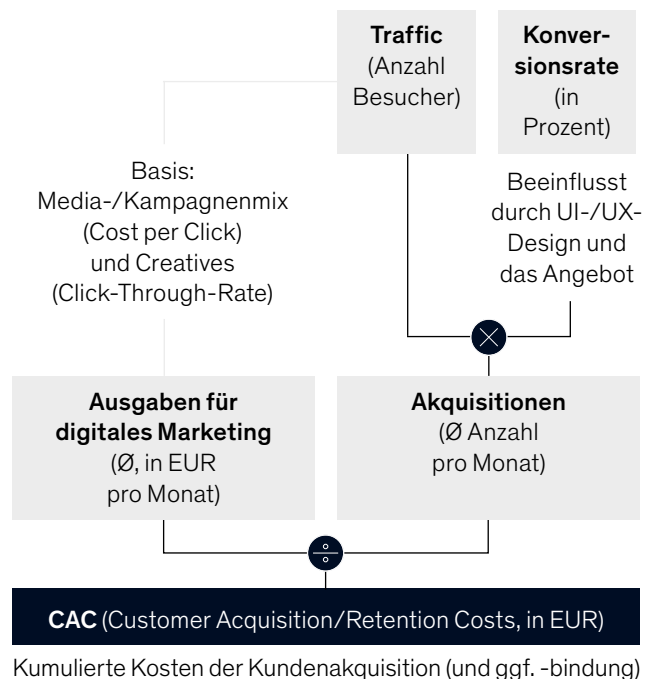 Traffic
(Anzahl
Besucher)
Konver-
sionsrate
(in
Prozent)
Basis:
Media-/Kampagnenmix
(Cost per Click)
und Creatives
(Click-Through-Rate)
Beeinflusst
durch UI-/UX-
Design und
das Angebot
Ausgaben für
digitales Marketing
(Ø, in EUR
pro Monat)
Akquisitionen
(Ø Anzahl
pro Monat)
CAC (Customer Acquisition/Retention Costs, in EUR)
Kumulierte Kosten der Kundenakquisition (und ggf. -bindung)